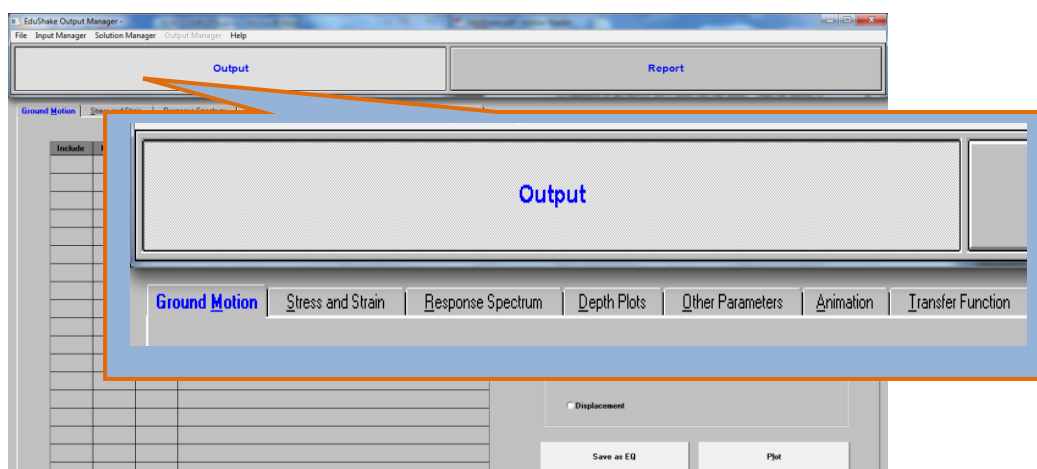 EduShake Output Manager -
File Input Manager Solution Manager Output Manager Help
Output Report
Ground Motion
Include
Output
Ground Motion Stress and Strain Response Spectrum Depth Plots Other Parameters Animation Transfer Function
Displacement
Save as EQ Plot